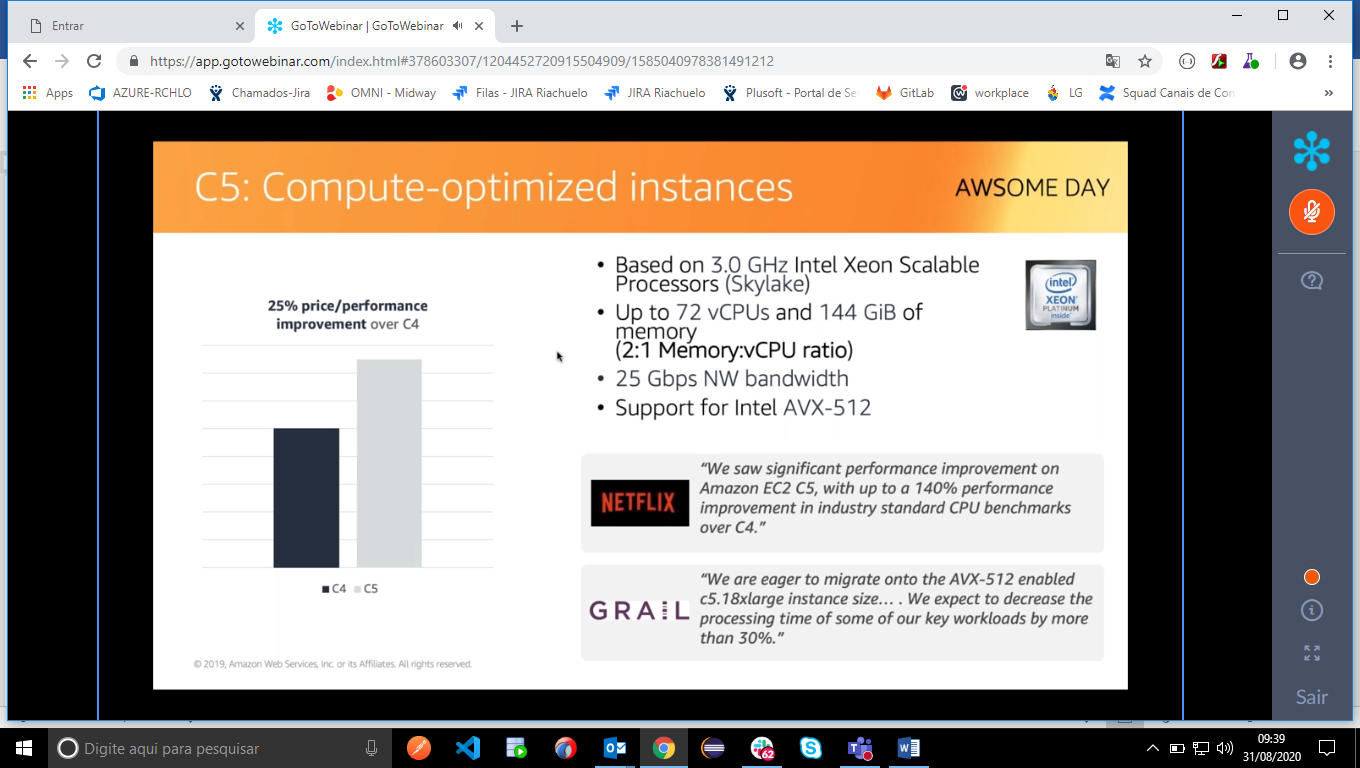 Entrar
GoToWebinar | GoToWebinar
https://app.gotowebinar.com/index.html#378603307/1204452720915504909/1585040978381491212
Apps AZURE-RCHLO Chamados-Jira OMNI - Midway Filas - JIRA Riachuelo JIRA Riachuelo Plusoft - Portal de Se GitLab workplace LG Squad Canais de Con »
C5: Compute-optimized instances
AWSOME DAY
25% price/performance
improvement over C4
C4 C5
• Based on 3.0 GHz Intel Xeon Scalable
Processors (Skylake)
• Up to 72 vCPUs and 144 GiB of
memory
(2:1 Memory:vCPU ratio)
• 25 Gbps NW bandwidth
• Support for Intel AVX-512
intel
XEON
PLATINUM
inside
NETFLIX
“We saw significant performance improvement on
Amazon EC2 C5, with up to a 140% performance
improvement in industry standard CPU benchmarks
over C4.”
GRAIL
“We are eager to migrate onto the AVX-512 enabled
c5.18xlarge instance size… . We expect to decrease the
processing time of some of our key workloads by more
than 30%.”
© 2019, Amazon Web Services, Inc. or its Affiliates. All rights reserved.
Sair
Digite aqui para pesquisar
62
09:39
31/08/2020